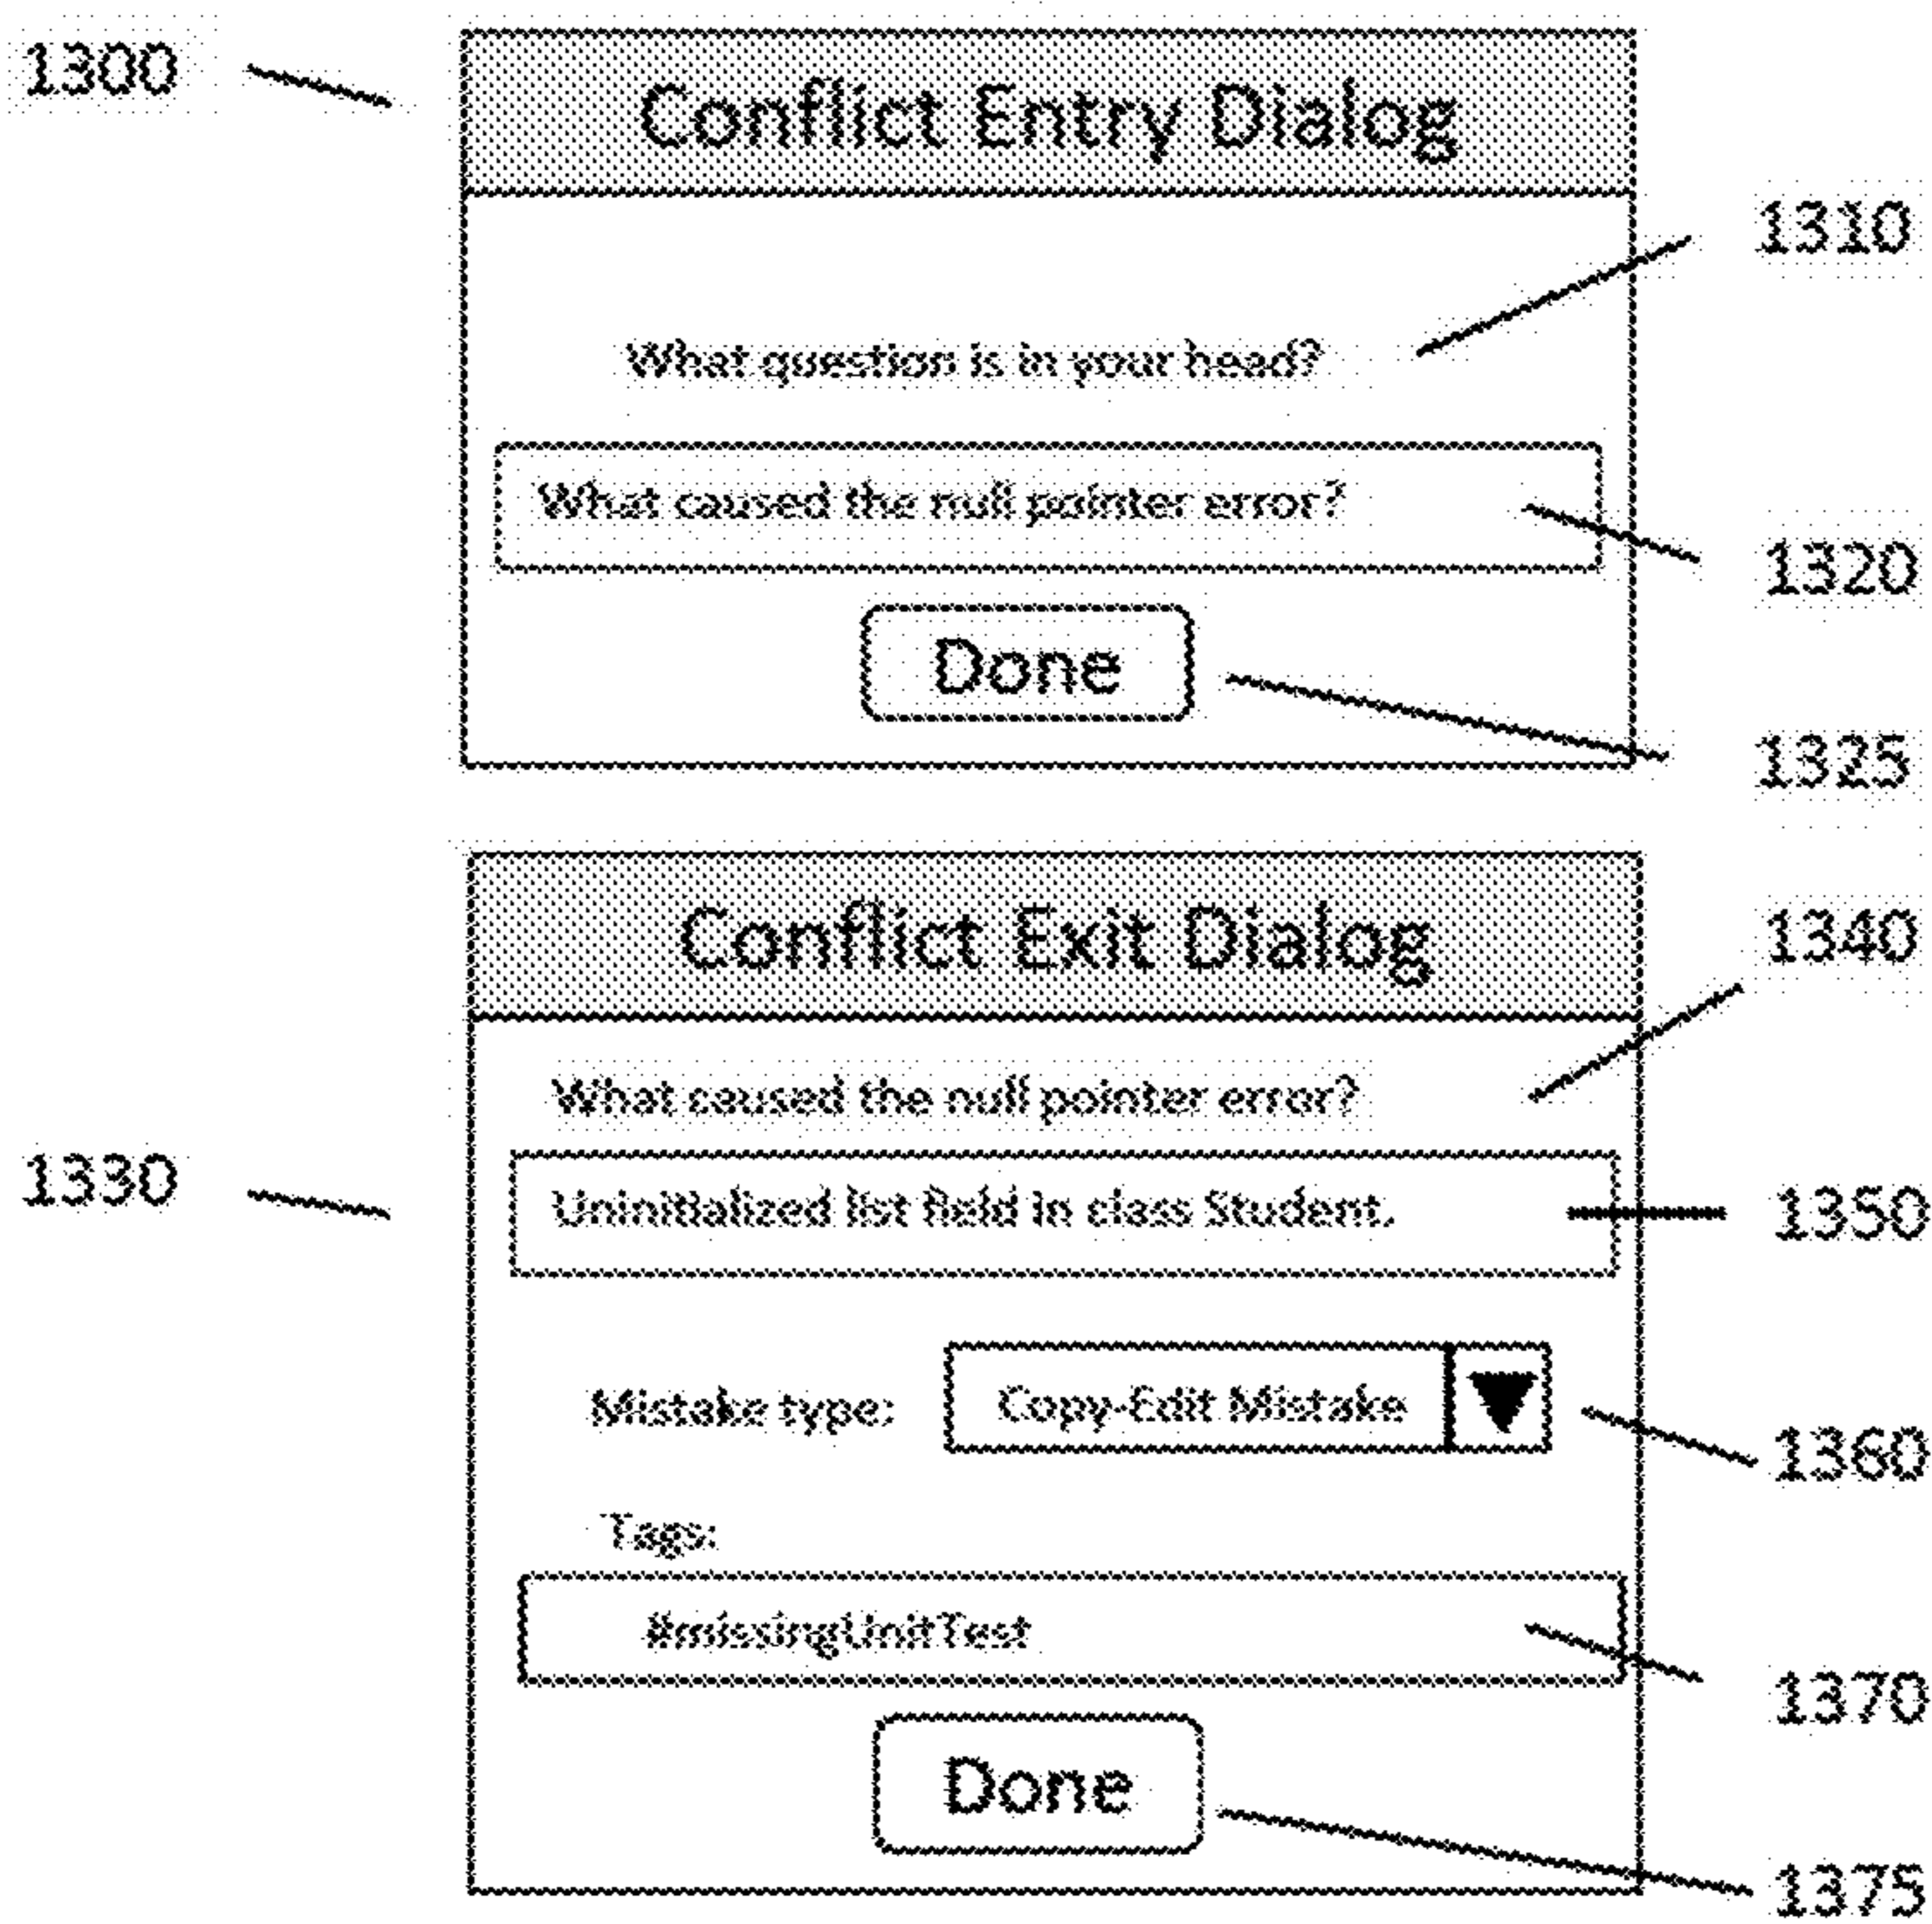 1300
Conflict Entry Dialog
1310
What question is in your head?
What caused the null pointer error?
1320
Done
1325
Conflict Exit Dialog
1340
What caused the null pointer error?
1330
Uninitialized list field in class Student.
1350
Mistake type: Copy-Edit Mistake
1360
Tags:
#missingUnitTest
1370
Done
1375